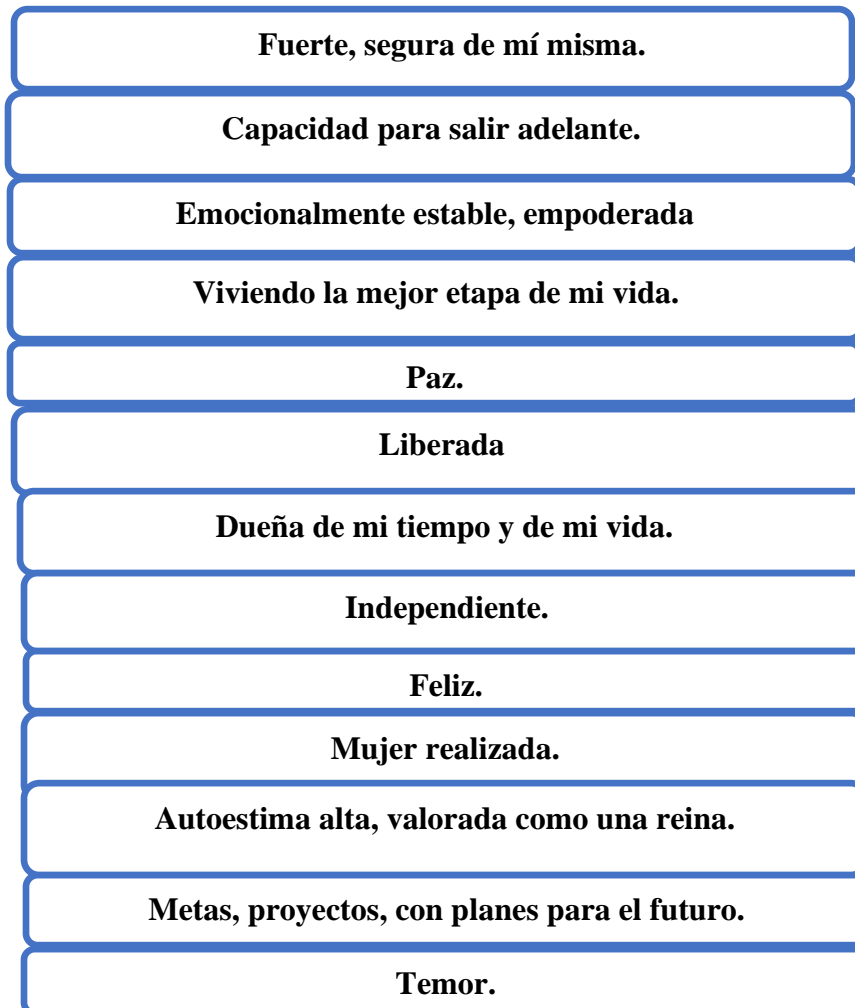 Fuerte, segura de mí misma.
Capacidad para salir adelante.
Emocionalmente estable, empoderada
Viviendo la mejor etapa de mi vida.
Paz.
Liberada
Dueña de mi tiempo y de mi vida.
Independiente.
Feliz.
Mujer realizada.
Autoestima alta, valorada como una reina.
Metas, proyectos, con planes para el futuro.
Temor.